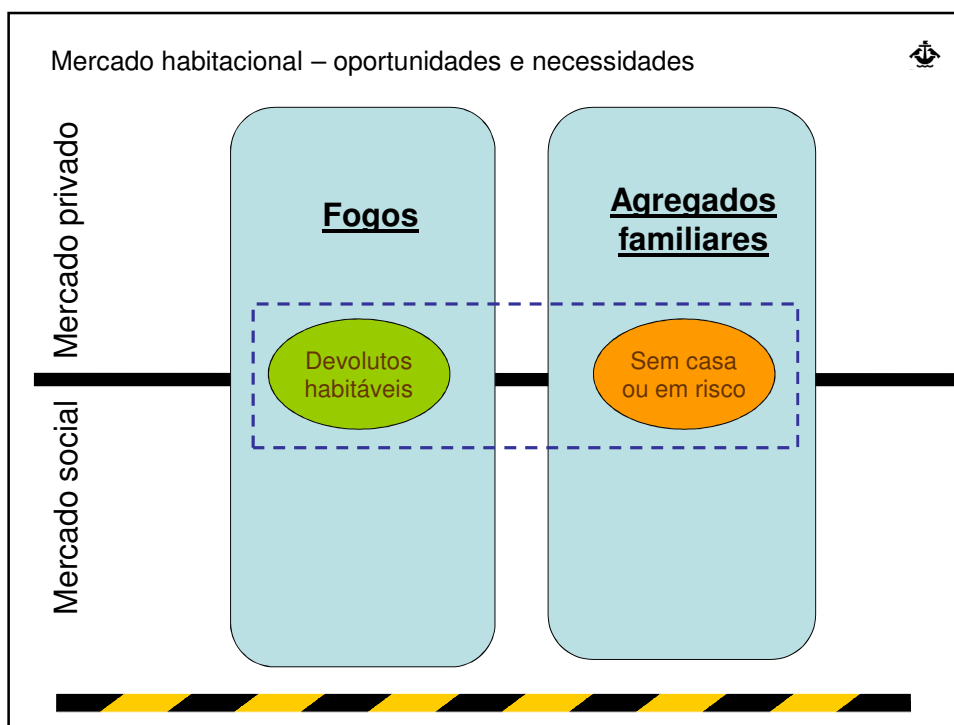 Mercado habitacional – oportunidades e necessidades
Mercado privado
Fogos
Agregados
familiares
Devolutos
habitáveis
Sem casa
ou em risco
Mercado social